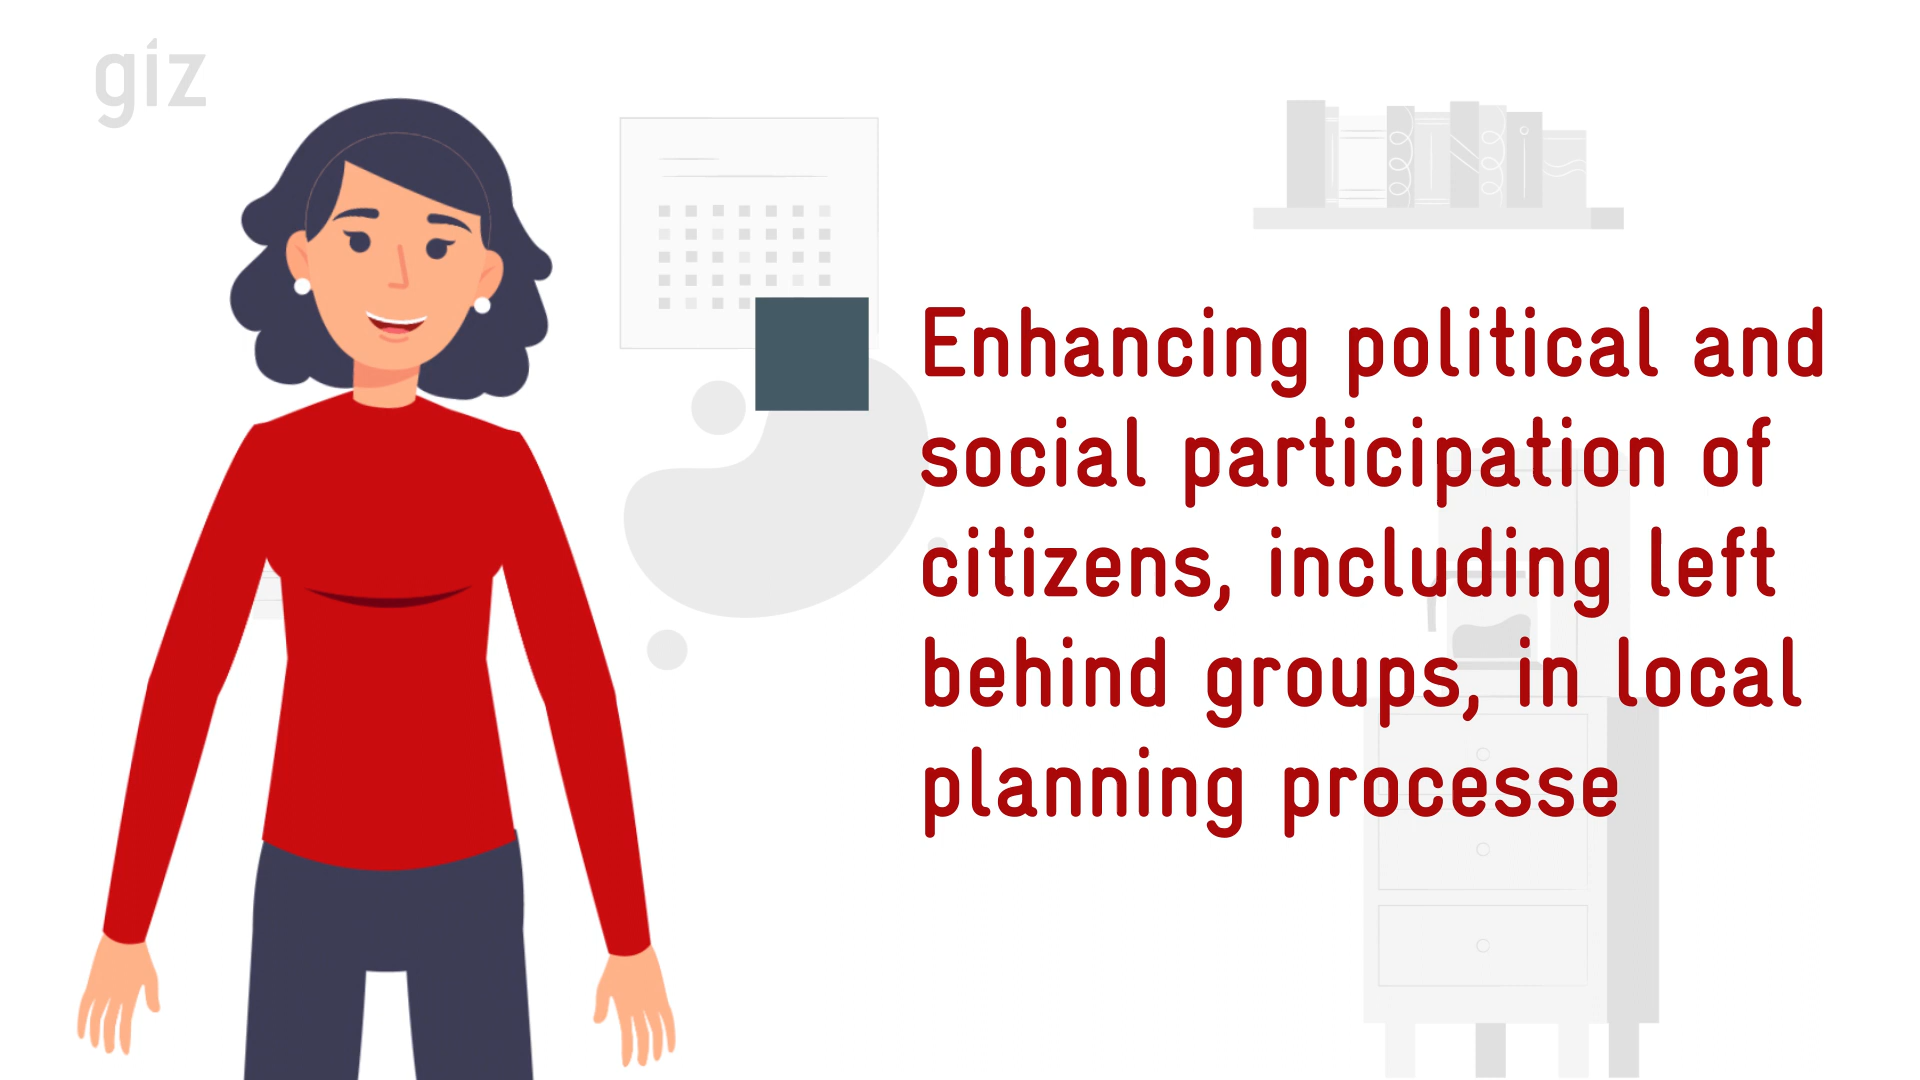 giz
Enhancing political and
social participation of
citizens, including left
behind groups, in local
planning processe